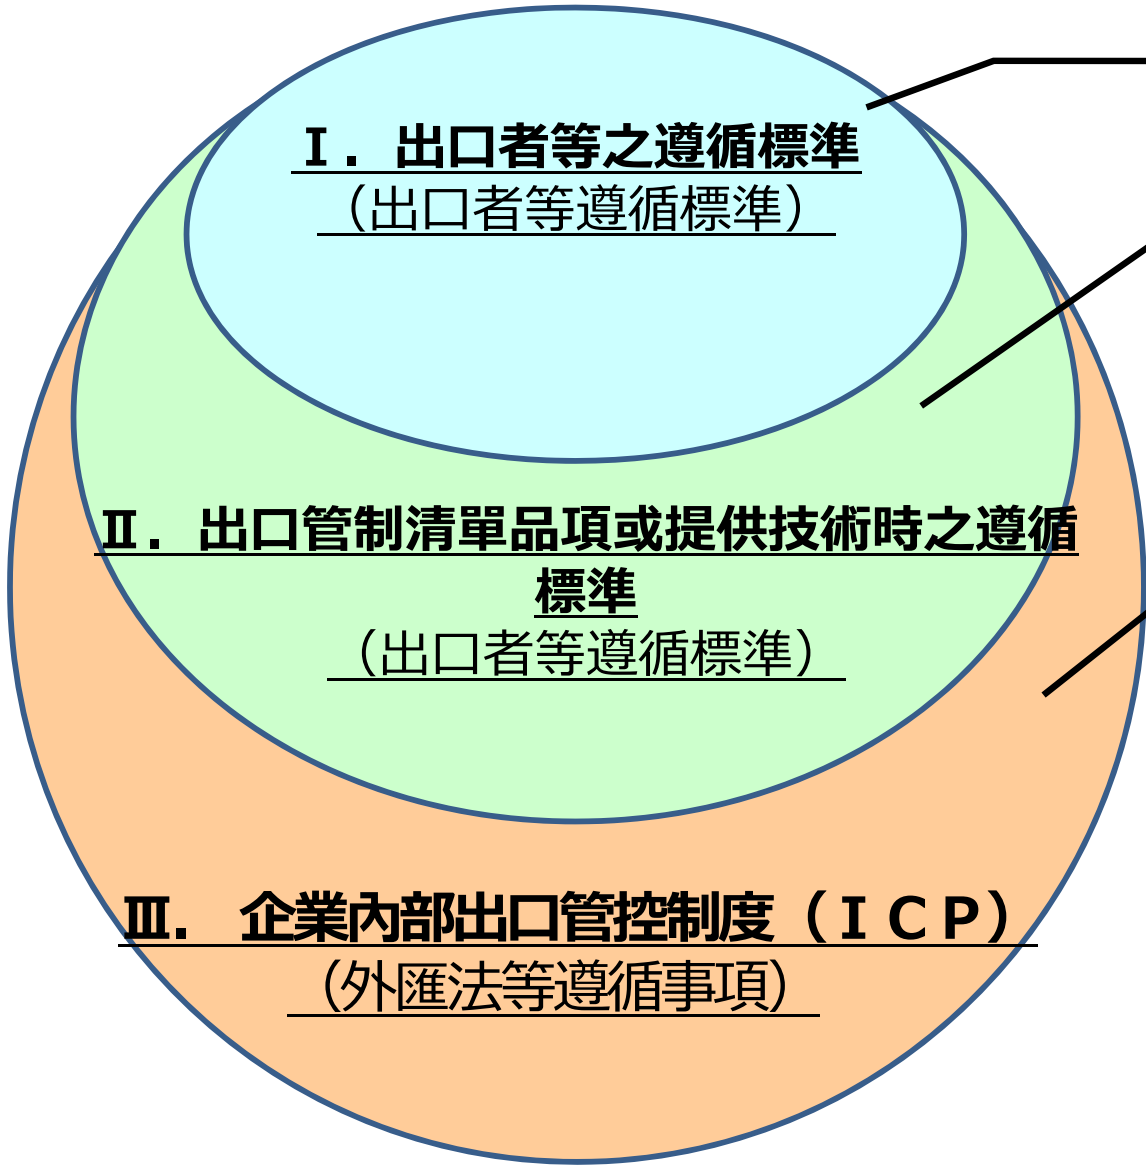 Ⅰ. 出口者等之遵循標準
（出口者等遵循標準）
Ⅱ. 出口管制清單品項或提供技術時之遵循
標準
（出口者等遵循標準）
Ⅲ. 企業內部出口管控制度（ＩＣＰ）
（外匯法等遵循事項）